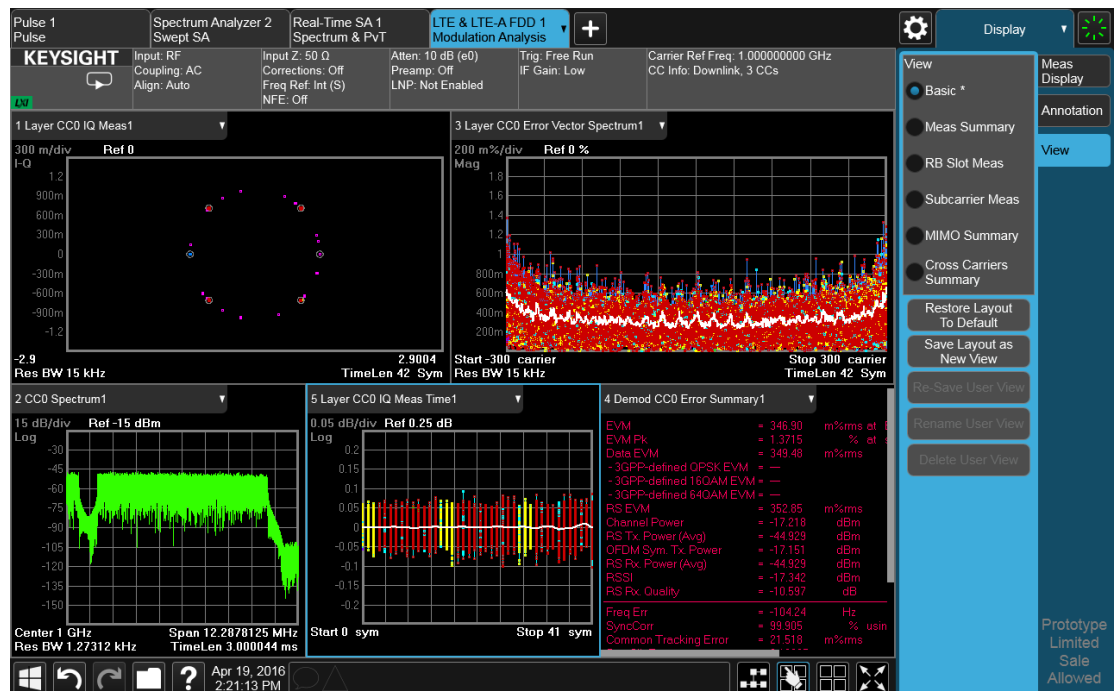 Pulse 1
Pulse
Spectrum Analyzer 2
Swept SA
Real-Time SA 1
Spectrum & PvT
LTE & LTE-A FDD 1
Modulation Analysis
Display
KEYSIGHT
LXI
Input: RF
Coupling: AC
Align: Auto
Input Z: 50 Ω
Corrections: Off
Freq Ref: Int (S)
NFE: Off
Atten: 10 dB (e0)
Preamp: Off
LNP: Not Enabled
Trig: Free Run
IF Gain: Low
Carrier Ref Freq: 1.000000000 GHz
CC Info: Downlink, 3 CCs
1 Layer CC0 IQ Meas1
300 m/div Ref 0
I-Q
1.2
900m
600m
300m
0
-300m
-600m
-900m
-1.2
-2.9 2.9004
Res BW 15 kHz TimeLen 42 Sym
3 Layer CC0 Error Vector Spectrum1
200 m%/div Ref 0 %
Mag
1.8
1.6
1.4
1.2
1
800m
600m
400m
200m
Start -300 carrier Stop 300 carrier
Res BW 15 kHz TimeLen 42 Sym
2 CC0 Spectrum1
15 dB/div Ref -15 dBm
Log
-30
-45
-60
-75
-90
-105
-120
-135
-150
Center 1 GHz Span 12.2878125 MHz
Res BW 1.27312 kHz TimeLen 3.000044 ms
5 Layer CC0 IQ Meas Time1
0.05 dB/div Ref 0.25 dB
Log
0.2
0.15
0.1
0.05
0
-0.05
-0.1
-0.15
-0.2
Start 0 sym Stop 41 sym
4 Demod CC0 Error Summary1
EVM = 346.90 m%rms at
EVM Pk = 1.3715 % at
Data EVM = 349.48 m%rms
- 3GPP-defined QPSK EVM = ---
- 3GPP-defined 16QAM EVM = ---
- 3GPP-defined 64QAM EVM = ---
RS EVM = 352.85 m%rms
Channel Power = -17.218 dBm
RS Tx. Power (Avg) = -44.929 dBm
OFDM Sym. Tx. Power = -17.151 dBm
RS Rx. Power (Avg) = -44.929 dBm
RSSI = -17.342 dBm
RS Rx. Quality = -10.597 dB
Freq Err = -104.24 Hz
SyncCorr = 99.905 % usin
Common Tracking Error = 21.518 m%rms
View
Basic *
Meas Summary
RB Slot Meas
Subcarrier Meas
MIMO Summary
Cross Carriers
Summary
Restore Layout
To Default
Save Layout as
New View
Re-Save User View
Rename User View
Delete User View
Meas
Display
Annotation
View
Prototype
Limited
Sale
Allowed
Apr 19, 2016
2:21:13 PM